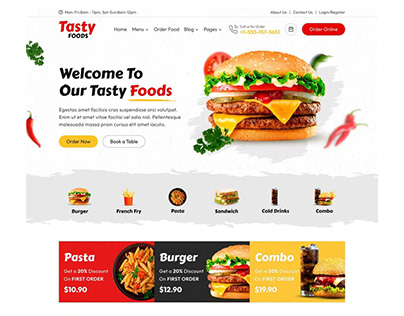 Mon-Fri:8am - 11pm, Sat-Sun:8am-12pm
About Us | Contact Us | Login/Register
Tasty
FOODS
Home Menu Order Food Blog Pages
Call us for Order
+1-555-157-5651
Order Online
Welcome To
Our Tasty Foods
Egestas amet facilisis cras suspendisse orci volutpat.
Enim ut et amet vitae facilisi vel odio nisl. Pellentesque
malesuada massa proin cursus elit amet iaculis.
Order Now Book a Table
Burger French Fry Pasta Sandwich Cold Drinks Combo
Pasta Burger Combo
Get a 20% Discount Get a 20% Discount Get a 20% Discount
On FIRST ORDER On FIRST ORDER On FIRST ORDER
$10.90 $12.90 $19.90